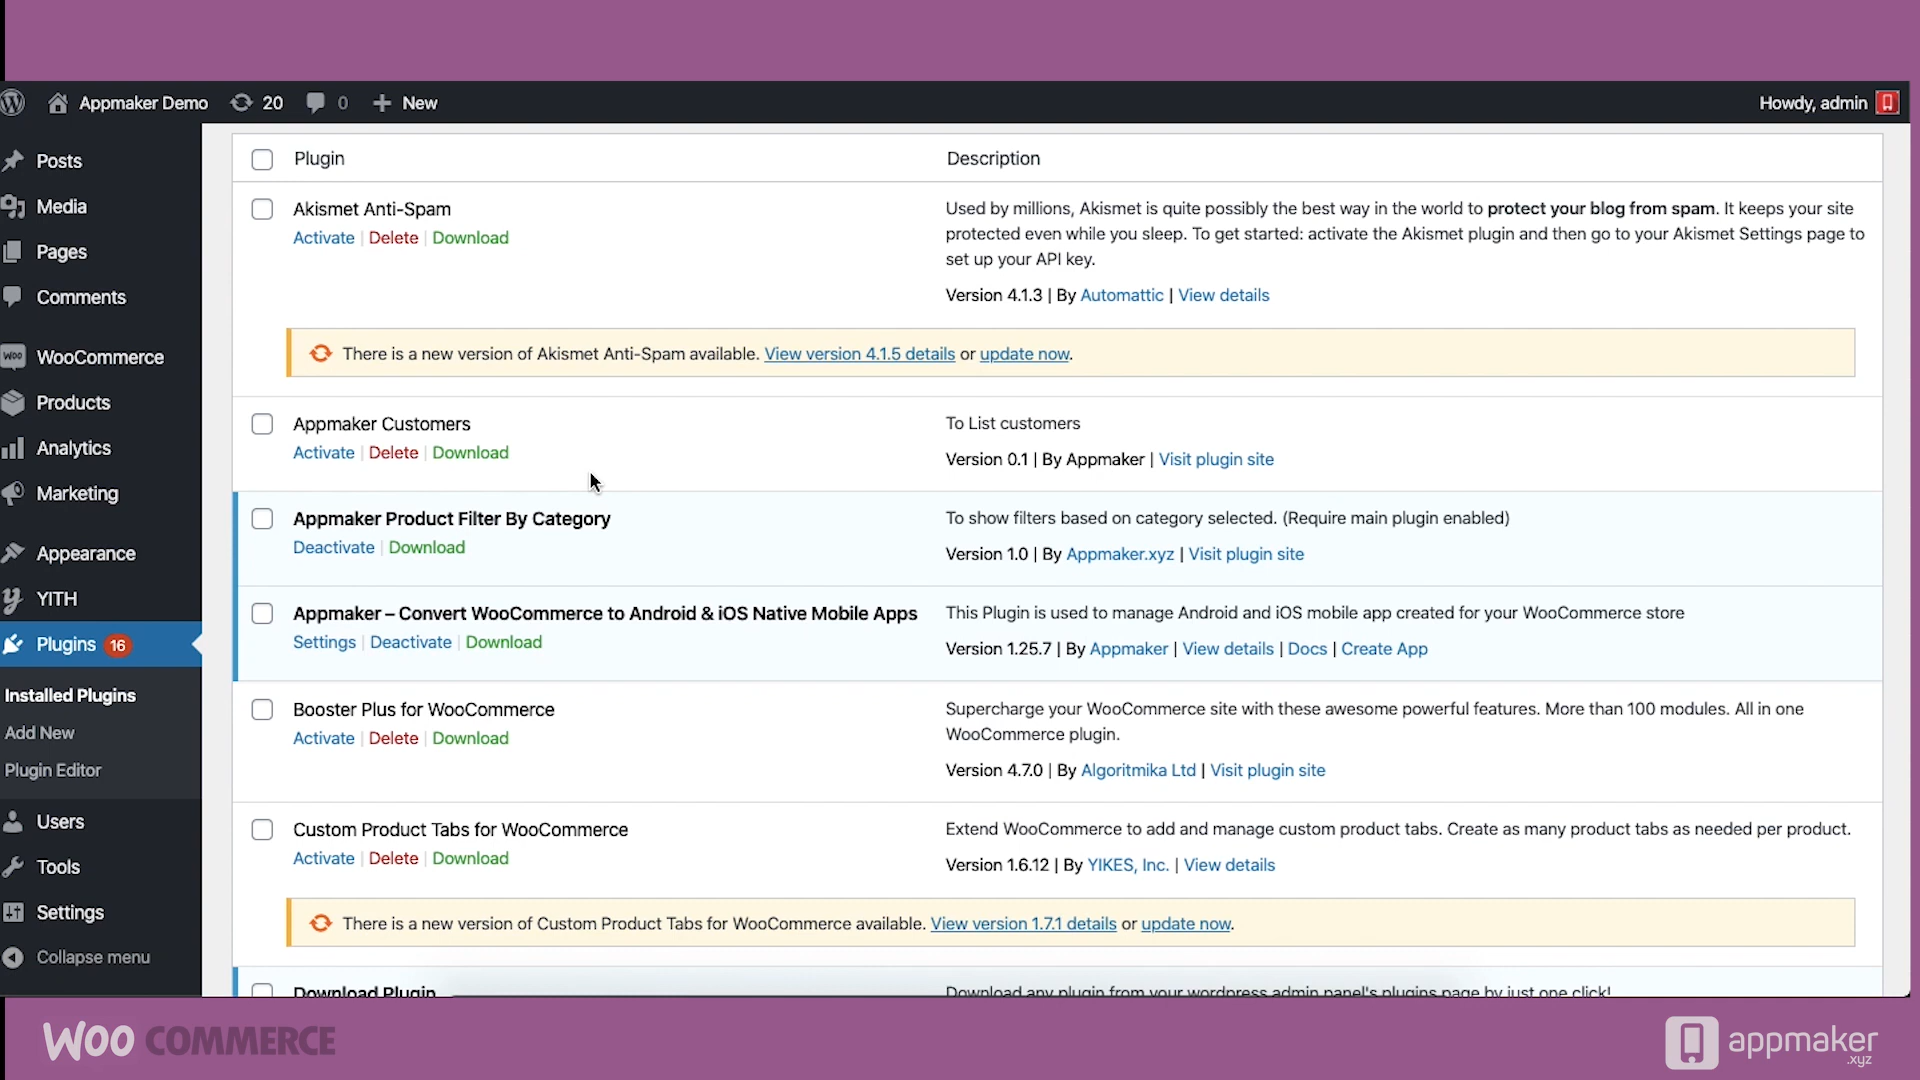 Appmaker Demo 20 0 + New Howdy, admin
Posts
Media
Pages
Comments
WOO WooCommerce
Products
Analytics
Marketing
Appearance
YITH
Plugins 16
Installed Plugins
Add New
Plugin Editor
Users
Tools
Settings
Collapse menu
Plugin Description
Akismet Anti-Spam
Activate | Delete | Download
Used by millions, Akismet is quite possibly the best way in the world to protect your blog from spam. It keeps your site
protected even while you sleep. To get started: activate the Akismet plugin and then go to your Akismet Settings page to
set up your API key.
Version 4.1.3 | By Automattic | View details
There is a new version of Akismet Anti-Spam available. View version 4.1.5 details or update now.
Appmaker Customers
Activate | Delete | Download
To List customers
Version 0.1 | By Appmaker | Visit plugin site
Appmaker Product Filter By Category
Deactivate | Download
To show filters based on category selected. (Require main plugin enabled)
Version 1.0 | By Appmaker.xyz | Visit plugin site
Appmaker – Convert WooCommerce to Android & iOS Native Mobile Apps
Settings | Deactivate | Download
This Plugin is used to manage Android and iOS mobile app created for your WooCommerce store
Version 1.25.7 | By Appmaker | View details | Docs | Create App
Booster Plus for WooCommerce
Activate | Delete | Download
Supercharge your WooCommerce site with these awesome powerful features. More than 100 modules. All in one
WooCommerce plugin.
Version 4.7.0 | By Algoritmika Ltd | Visit plugin site
Custom Product Tabs for WooCommerce
Activate | Delete | Download
Extend WooCommerce to add and manage custom product tabs. Create as many product tabs as needed per product.
Version 1.6.12 | By YIKES, Inc. | View details
There is a new version of Custom Product Tabs for WooCommerce available. View version 1.7.1 details or update now.
Download Plugin
Download any plugin from your wordpress admin panel's plugins page by just one click!
WOO COMMERCE
appmaker
.xyz